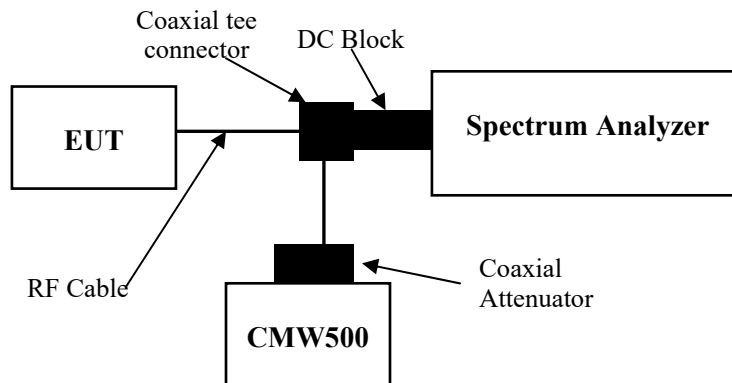 Coaxial tee
connector
DC Block
EUT
Spectrum Analyzer
RF Cable
Coaxial
Attenuator
CMW500